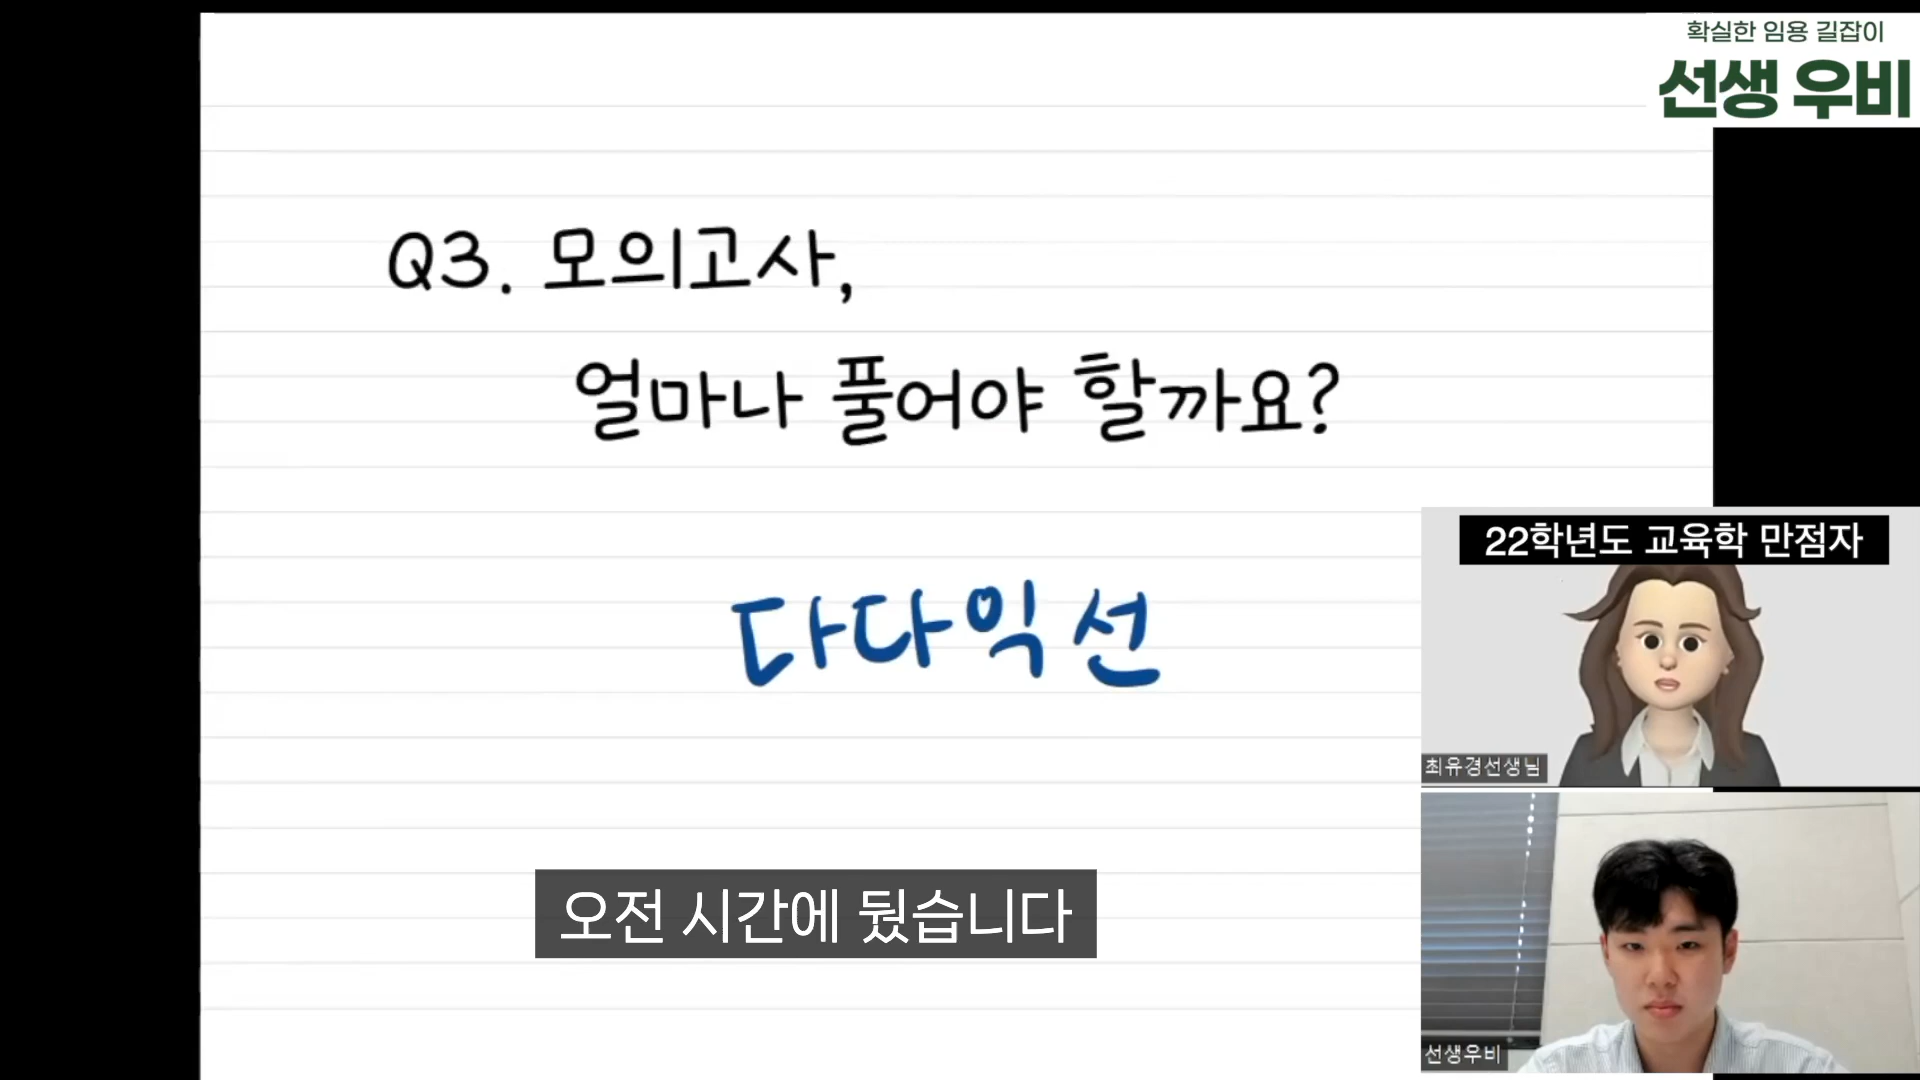 확실한 임용 길잡이
선생 우비
Q3. 모의고사,
얼마나 풀어야 할까요?
다다익선
22학년도 교육학 만점자
최유경선생님
오전 시간에 뒀습니다
선생우비